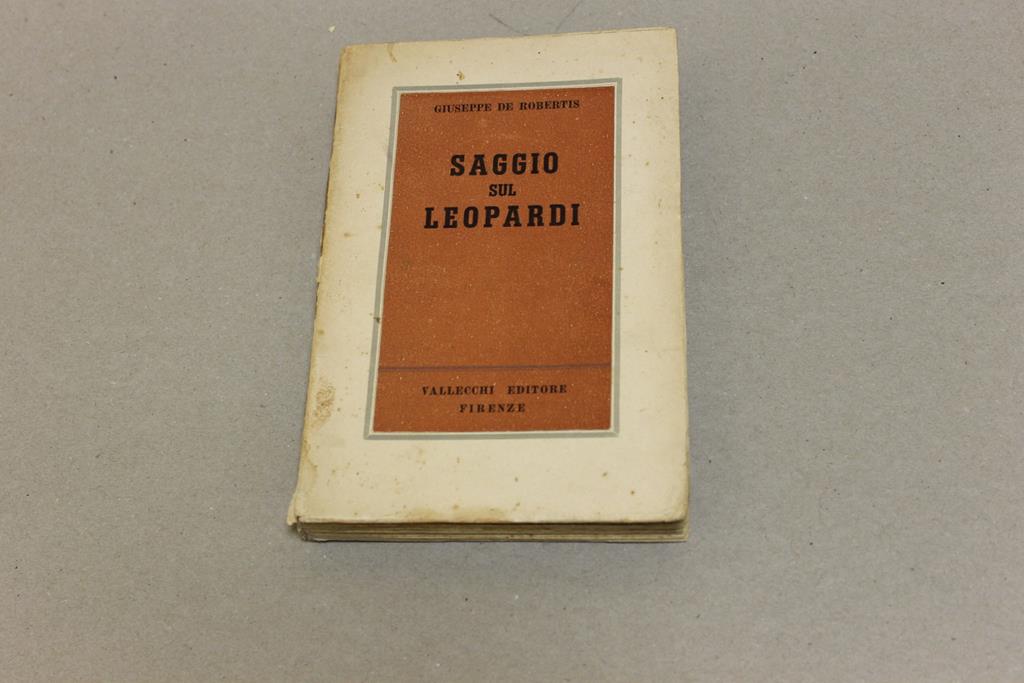 GIUSEPPE DE ROBERTIS
SAGGIO
SUL
LEOPARDI
VALLECCHI EDITORE
FIRENZE